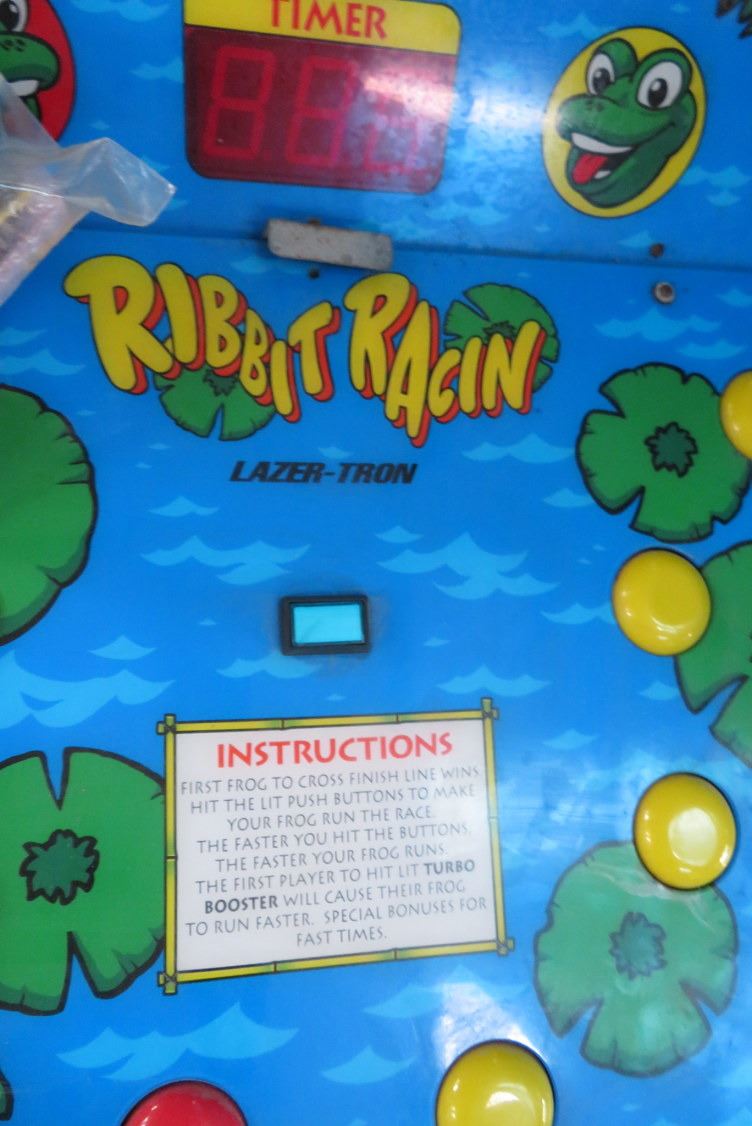 TIMER
RIBBIT RACIN
LAZER-TRON
INSTRUCTIONS
FIRST FROG TO CROSS FINISH LINE WINS.
HIT THE LIT PUSH BUTTONS TO MAKE
YOUR FROG RUN THE RACE.
THE FASTER YOU HIT THE BUTTONS,
THE FASTER YOUR FROG RUNS.
THE FIRST PLAYER TO HIT LIT TURBO
BOOSTER WILL CAUSE THEIR FROG
TO RUN FASTER. SPECIAL BONUSES FOR
FAST TIMES.